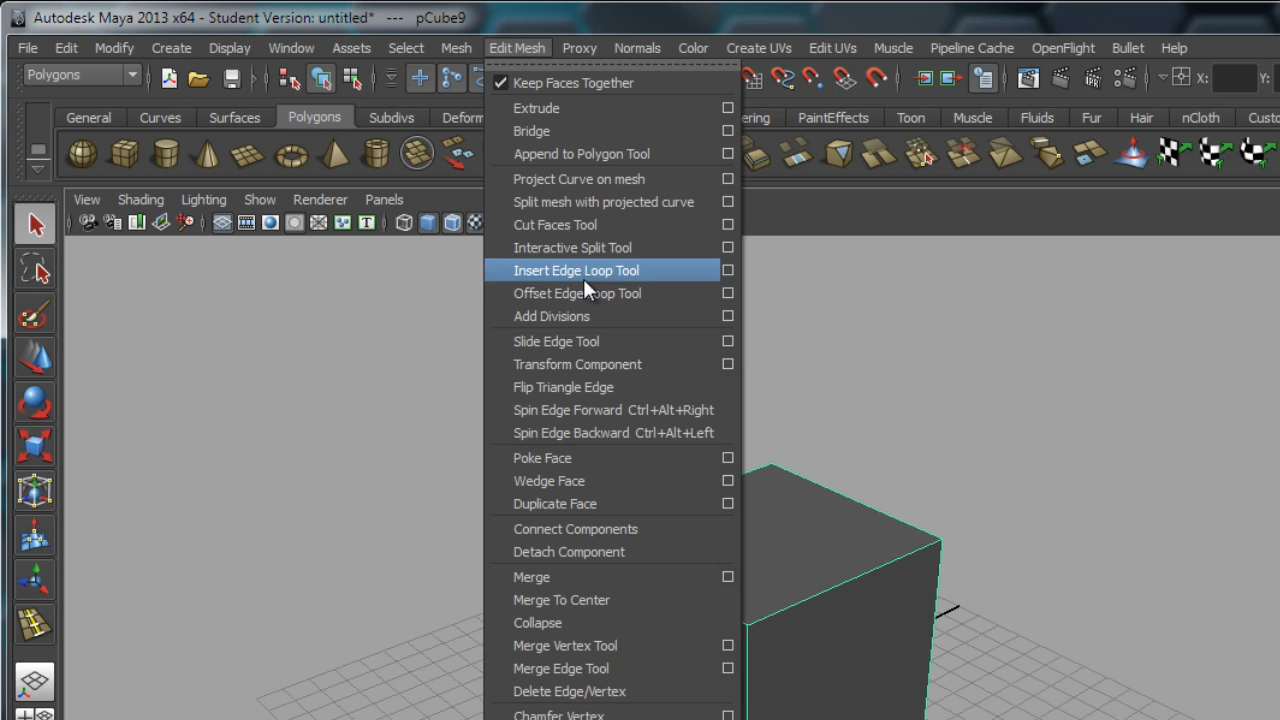 Autodesk Maya 2013 x64 - Student Version: untitled* --- pCube9
File Edit Modify Create Display Window Assets Select Mesh Edit Mesh Proxy Normals Color Create UVs Edit UVs Muscle Pipeline Cache OpenFlight Bullet Help
Polygons X: Y:
General Curves Surfaces Polygons Subdivs Deform ering PaintEffects Toon Muscle Fluids Fur Hair nCloth Custo
View Shading Lighting Show Renderer Panels
Keep Faces Together
Extrude
Bridge
Append to Polygon Tool
Project Curve on mesh
Split mesh with projected curve
Cut Faces Tool
Interactive Split Tool
Insert Edge Loop Tool
Offset Edge oop Tool
Add Divisions
Slide Edge Tool
Transform Component
Flip Triangle Edge
Spin Edge Forward Ctrl+Alt+Right
Spin Edge Backward Ctrl+Alt+Left
Poke Face
Wedge Face
Duplicate Face
Connect Components
Detach Component
Merge
Merge To Center
Collapse
Merge Vertex Tool
Merge Edge Tool
Delete Edge/Vertex
Chamfer Vertex